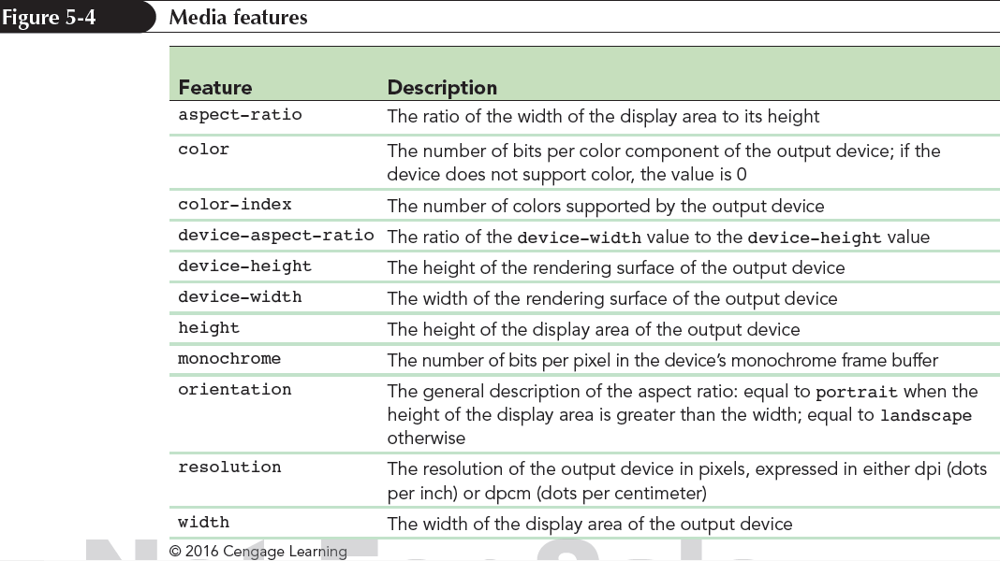 Figure 5-4 Media features
Feature Description
aspect-ratio The ratio of the width of the display area to its height
color The number of bits per color component of the output device; if the
device does not support color, the value is 0
color-index The number of colors supported by the output device
device-aspect-ratio The ratio of the device-width value to the device-height value
device-height The height of the rendering surface of the output device
device-width The width of the rendering surface of the output device
height The height of the display area of the output device
monochrome The number of bits per pixel in the device's monochrome frame buffer
orientation The general description of the aspect ratio: equal to portrait when the
height of the display area is greater than the width; equal to landscape
otherwise
resolution The resolution of the output device in pixels, expressed in either dpi (dots
per inch) or dpcm (dots per centimeter)
width The width of the display area of the output device
© 2016 Cengage Learning